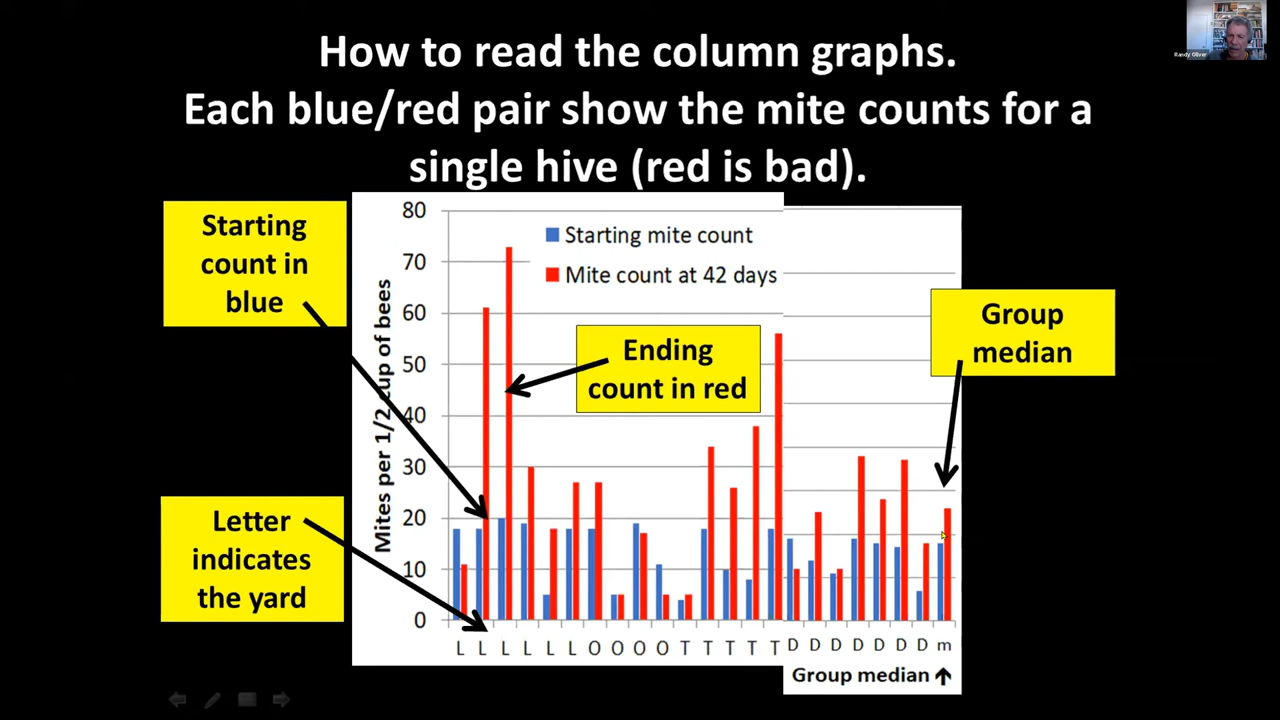 How to read the column graphs.
Each blue/red pair show the mite counts for a
single hive (red is bad).
Randy Oliver
Starting
count in
blue
Letter
indicates
the yard
Mites per 1/2 cup of bees
80
70
60
50
40
30
20
10
0
Starting mite count
Mite count at 42 days
Ending
count in red
Group
median
L L L L L L O O O O T T T T T D D D D D D D m
Group median